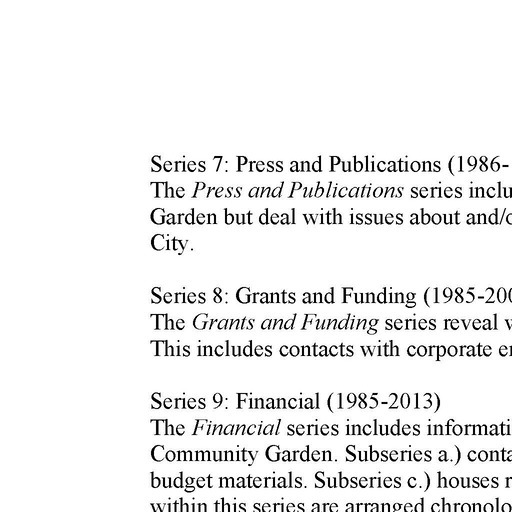 Series 7: Press and Publications (1986-
The Press and Publications series inclu
Garden but deal with issues about and/o
City.
Series 8: Grants and Funding (1985-200
The Grants and Funding series reveal w
This includes contacts with corporate e
Series 9: Financial (1985-2013)
The Financial series includes informati
Community Garden. Subseries a.) conta
budget materials. Subseries c.) houses r
within this series are arranged chronolo